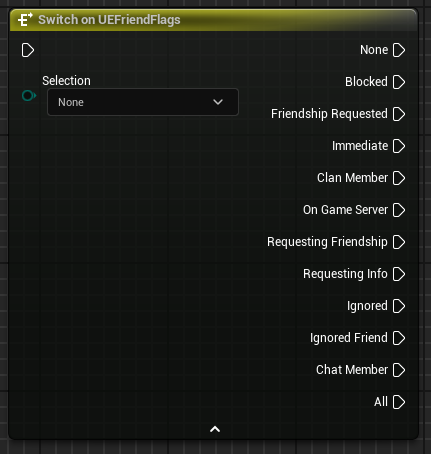 Switch on UEFriendFlags
None
Blocked
Selection
None
Friendship Requested
Immediate
Clan Member
On Game Server
Requesting Friendship
Requesting Info
Ignored
Ignored Friend
Chat Member
All